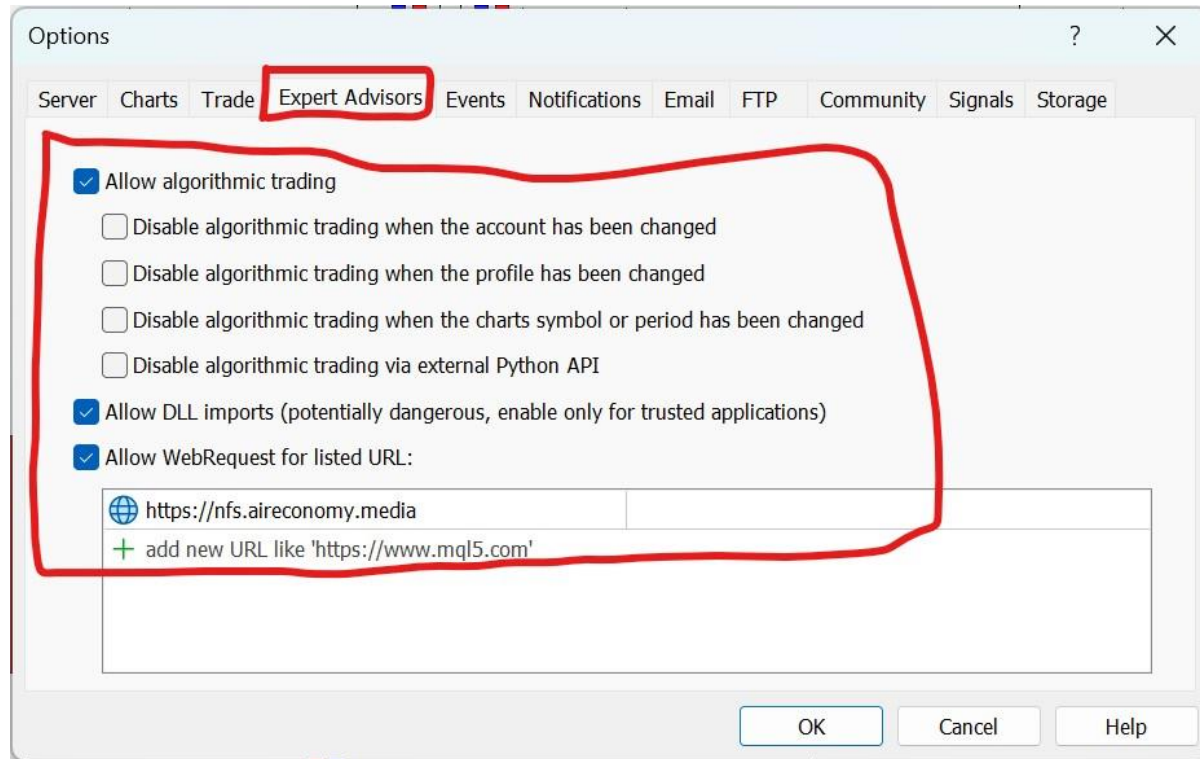 Options
?
Server Charts Trade Expert Advisors Events Notifications Email FTP Community Signals Storage
Allow algorithmic trading
Disable algorithmic trading when the account has been changed
Disable algorithmic trading when the profile has been changed
Disable algorithmic trading when the charts symbol or period has been changed
Disable algorithmic trading via external Python API
Allow DLL imports (potentially dangerous, enable only for trusted applications)
Allow WebRequest for listed URL:
https://nfs.aireconomy.media
add new URL like 'https://www.mql5.com'
OK Cancel Help